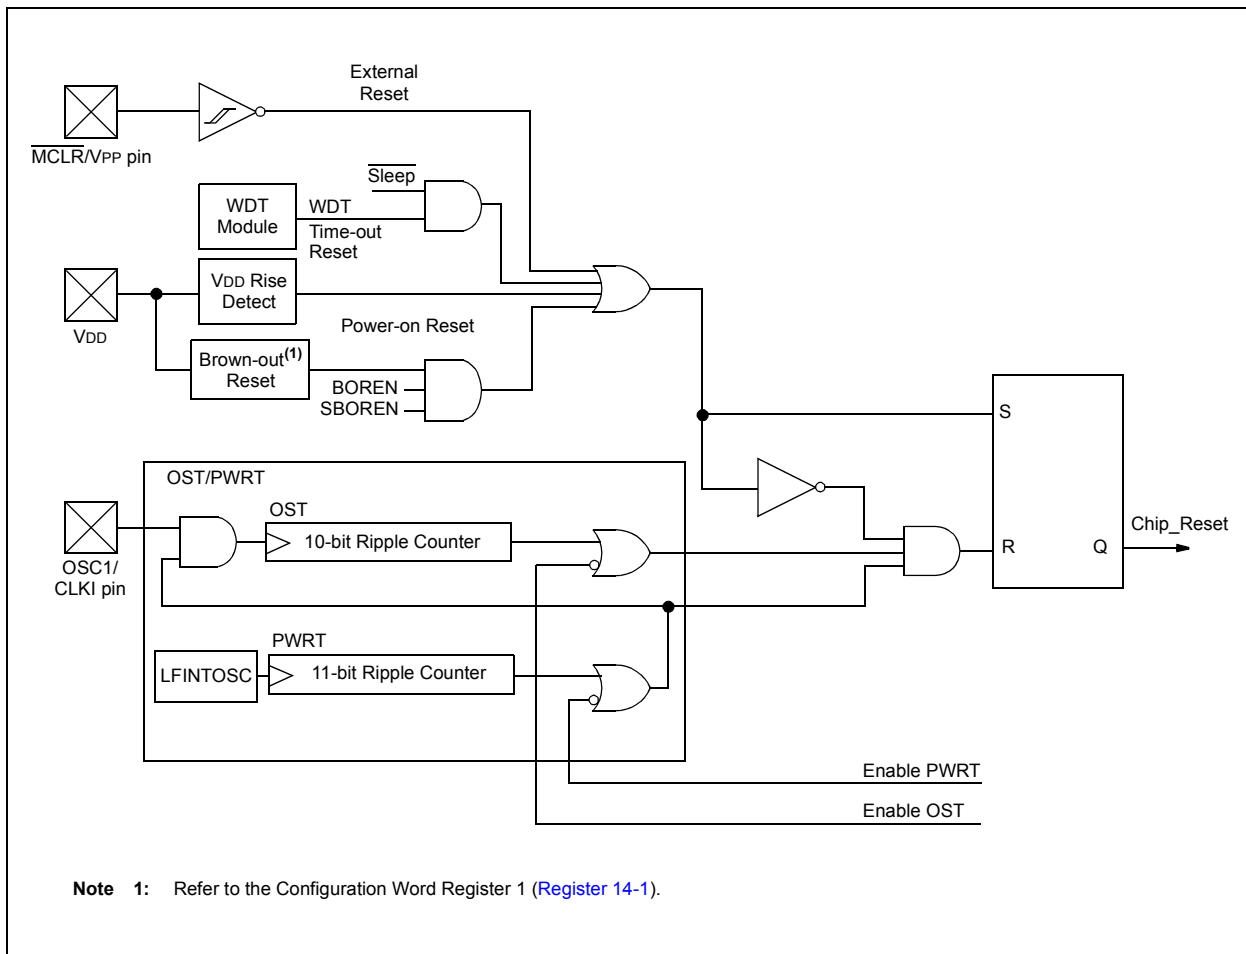 External
Reset
MCLR/VPP pin
Sleep
WDT
Module
WDT
Time-out
Reset
VDD Rise
Detect
VDD
Power-on Reset
Brown-out(1)
Reset
BOREN
SBOREN
S
OST/PWRT
OST
10-bit Ripple Counter
Chip_Reset
R
Q
OSC1/
CLKI pin
PWRT
LFINTOSC
11-bit Ripple Counter
Enable PWRT
Enable OST
Note 1: Refer to the Configuration Word Register 1 (Register 14-1).